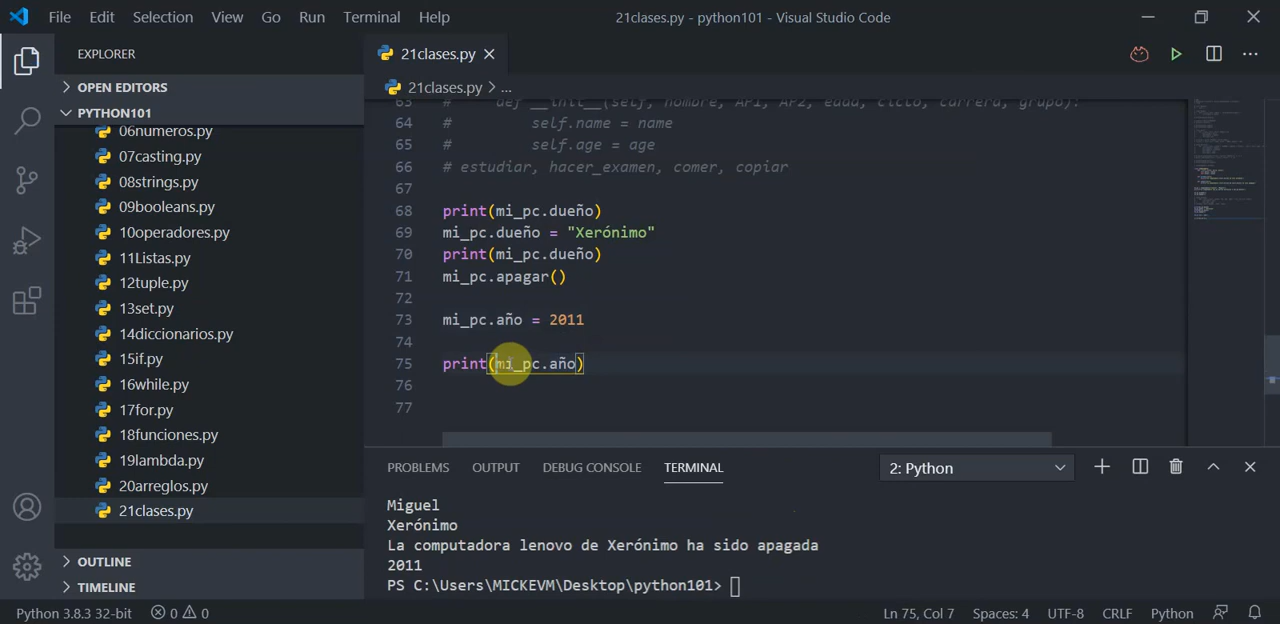 File Edit Selection View Go Run Terminal Help 21clases.py - python101 - Visual Studio Code
EXPLORER
OPEN EDITORS
PYTHON101
06numeros.py
07casting.py
08strings.py
09booleans.py
10operadores.py
11Listas.py
12tuple.py
13set.py
14diccionarios.py
15if.py
16while.py
17for.py
18funciones.py
19lambda.py
20arreglos.py
21clases.py
OUTLINE
TIMELINE
21clases.py
21clases.py > ...
63 # def __init__(self, nombre, AP1, AP2, edad, ciclo, carrera, grupo):
64 # self.name = name
65 # self.age = age
66 # estudiar, hacer_examen, comer, copiar
67
68 print(mi_pc.dueño)
69 mi_pc.dueño = "Xerónimo"
70 print(mi_pc.dueño)
71 mi_pc.apagar()
72
73 mi_pc.año = 2011
74
75 print(mi_pc.año)
76
77
PROBLEMS OUTPUT DEBUG CONSOLE TERMINAL 2: Python
Miguel
Xerónimo
La computadora lenovo de Xerónimo ha sido apagada
2011
PS C:\Users\MICKEVM\Desktop\python101>
Python 3.8.3 32-bit 0 0 Ln 75, Col 7 Spaces: 4 UTF-8 CRLF Python